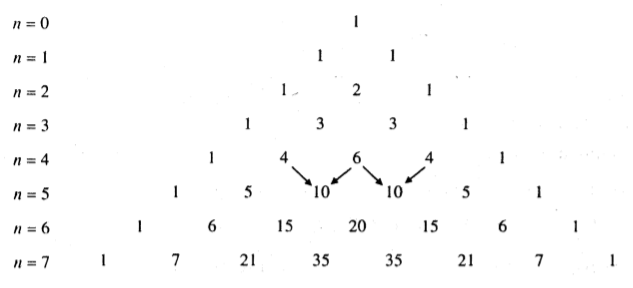 n = 0 1
n = 1 1 1
n = 2 1 2 1
n = 3 1 3 3 1
n = 4 1 4 6 4 1
n = 5 1 5 10 10 5 1
n = 6 1 6 15 20 15 6 1
n = 7 1 7 21 35 35 21 7 1